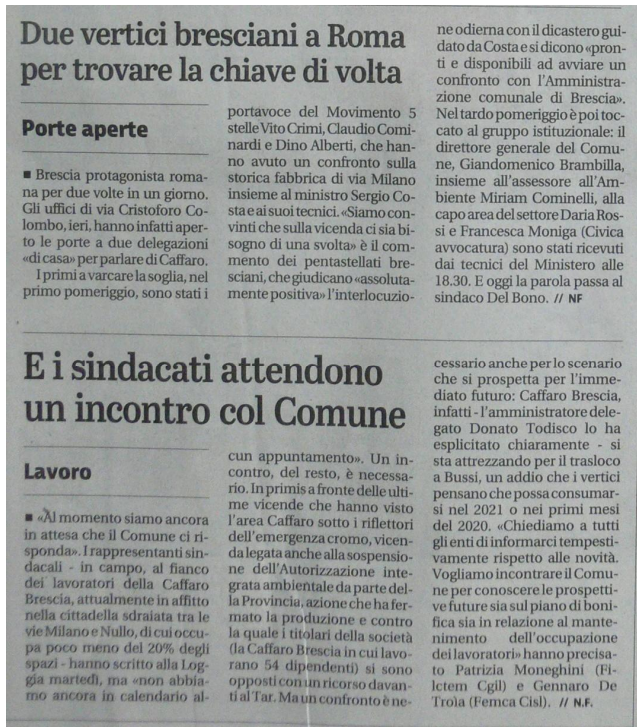 Due vertici bresciani a Roma
per trovare la chiave di volta
Porte aperte
■ Brescia protagonista roma-
na per due volte in un giorno.
Gli uffici di via Cristoforo Co-
lombo, ieri, hanno infatti aper-
to le porte a due delegazioni
«di casa» per parlare di Caffaro.
I primi a varcare la soglia, nel
primo pomeriggio, sono stati i
portavoce del Movimento 5
stelle Vito Crimi, Claudio Comi-
nardi e Dino Alberti, che han-
no avuto un confronto sulla
storica fabbrica di via Milano
insieme al ministro Sergio Co-
sta e ai suoi tecnici. «Siamo con-
vinti che sulla vicenda ci sia bi-
sogno di una svolta» è il com-
mento dei pentastellati bre-
sciani, che giudicano «assoluta-
mente positiva» l'interlocuzio-
ne odierna con il dicastero gui-
dato da Costa e si dicono «pron-
ti e disponibili ad avviare un
confronto con l'Amministra-
zione comunale di Brescia».
Nel tardo pomeriggio è poi toc-
cato al gruppo istituzionale: il
direttore generale del Comu-
ne, Giandomenico Brambilla,
insieme all'assessore all'Am-
biente Miriam Cominelli, alla
capo area del settore Daria Ros-
si e Francesca Moniga (Civica
avvocatura) sono stati ricevuti
dai tecnici del Ministero alle
18.30. E oggi la parola passa al
sindaco Del Bono. // NF
E i sindacati attendono
un incontro col Comune
Lavoro
■ «Al momento siamo ancora
in attesa che il Comune ci ri-
sponda». I rappresentanti sin-
dacali - in campo, al fianco
dei lavoratori della Caffaro
Brescia, attualmente in affitto
nella cittadella sdraiata tra le
vie Milano e Nullo, di cui occu-
pa poco meno del 20% degli
spazi - hanno scritto alla Log-
gia martedì, ma «non abbia-
mo ancora in calendario al-
cun appuntamento». Un in-
contro, del resto, è necessa-
rio. In primis a fronte delle ulti-
me vicende che hanno visto
l'area Caffaro sotto i riflettori
dell'emergenza cromo, vicen-
da legata anche alla sospensio-
ne dell'Autorizzazione inte-
grata ambientale da parte del-
la Provincia, azione che ha fer-
mato la produzione e contro
la quale i titolari della società
(la Caffaro Brescia in cui lavo-
rano 54 dipendenti) si sono
opposti con un ricorso davan-
ti al Tar. Ma un confronto è ne-
cessario anche per lo scenario
che si prospetta per l'imme-
diato futuro: Caffaro Brescia,
infatti - l'amministratore dele-
gato Donato Todisco lo ha
esplicitato chiaramente - si
sta attrezzando per il trasloco
a Bussi, un addio che i vertici
pensano che possa consumar-
si nel 2021 o nei primi mesi
del 2020. «Chiediamo a tutti
gli enti di informarci tempesti-
vamente rispetto alle novità.
Vogliamo incontrare il Comu-
ne per conoscere le prospetti-
ve future sia sul piano di bonifi-
ca sia in relazione al mante-
nimento dell'occupazione
dei lavoratori» hanno precisa-
to Patrizia Moneghini (Fi-
lctem Cgil) e Gennaro De
Troia (Femca Cisl). // N.F.